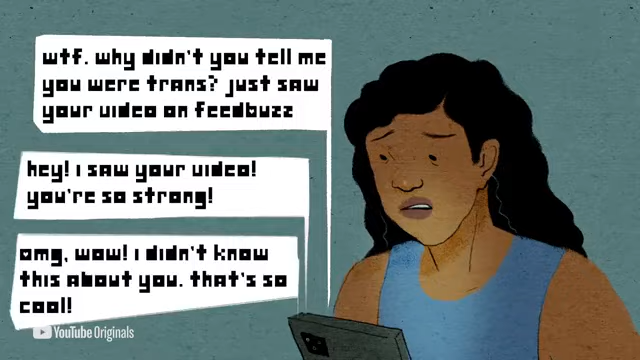 wtf. why didn't you tell me
you were trans? just saw
your video on feedbuzz
hey! i saw your video!
you're so strong!
omg, wow! i didn't know
this about you. that's so
cool!
YouTube Originals